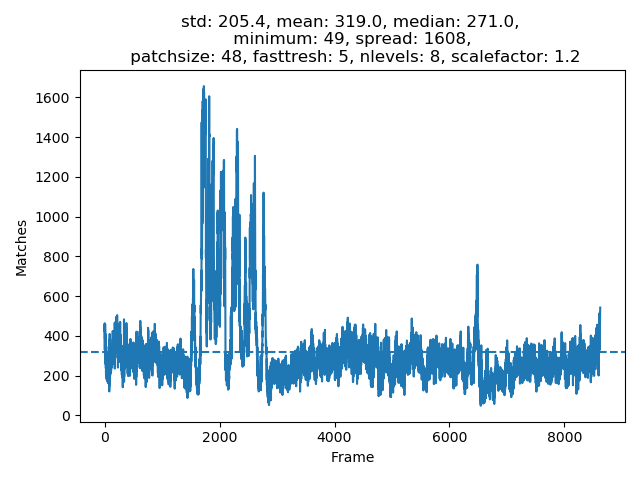 std: 205.4, mean: 319.0, median: 271.0,
minimum: 49, spread: 1608,
patchsize: 48, fasttresh: 5, nlevels: 8, scalefactor: 1.2
1600
1400
1200
1000
800
600
400
200
0
Matches
0 2000 4000 6000 8000
Frame